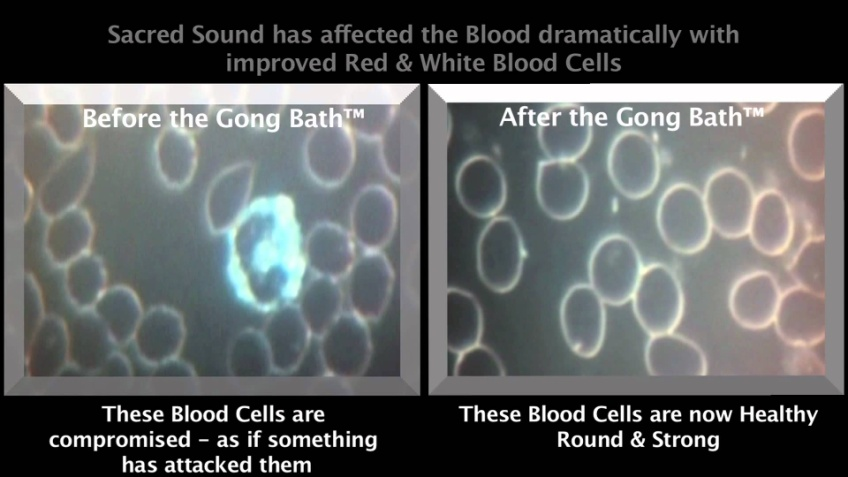 Sacred Sound has affected the Blood dramatically with
improved Red & White Blood Cells
Before the Gong Bath™
After the Gong Bath™
These Blood Cells are
compromised – as if something
has attacked them
These Blood Cells are now Healthy
Round & Strong